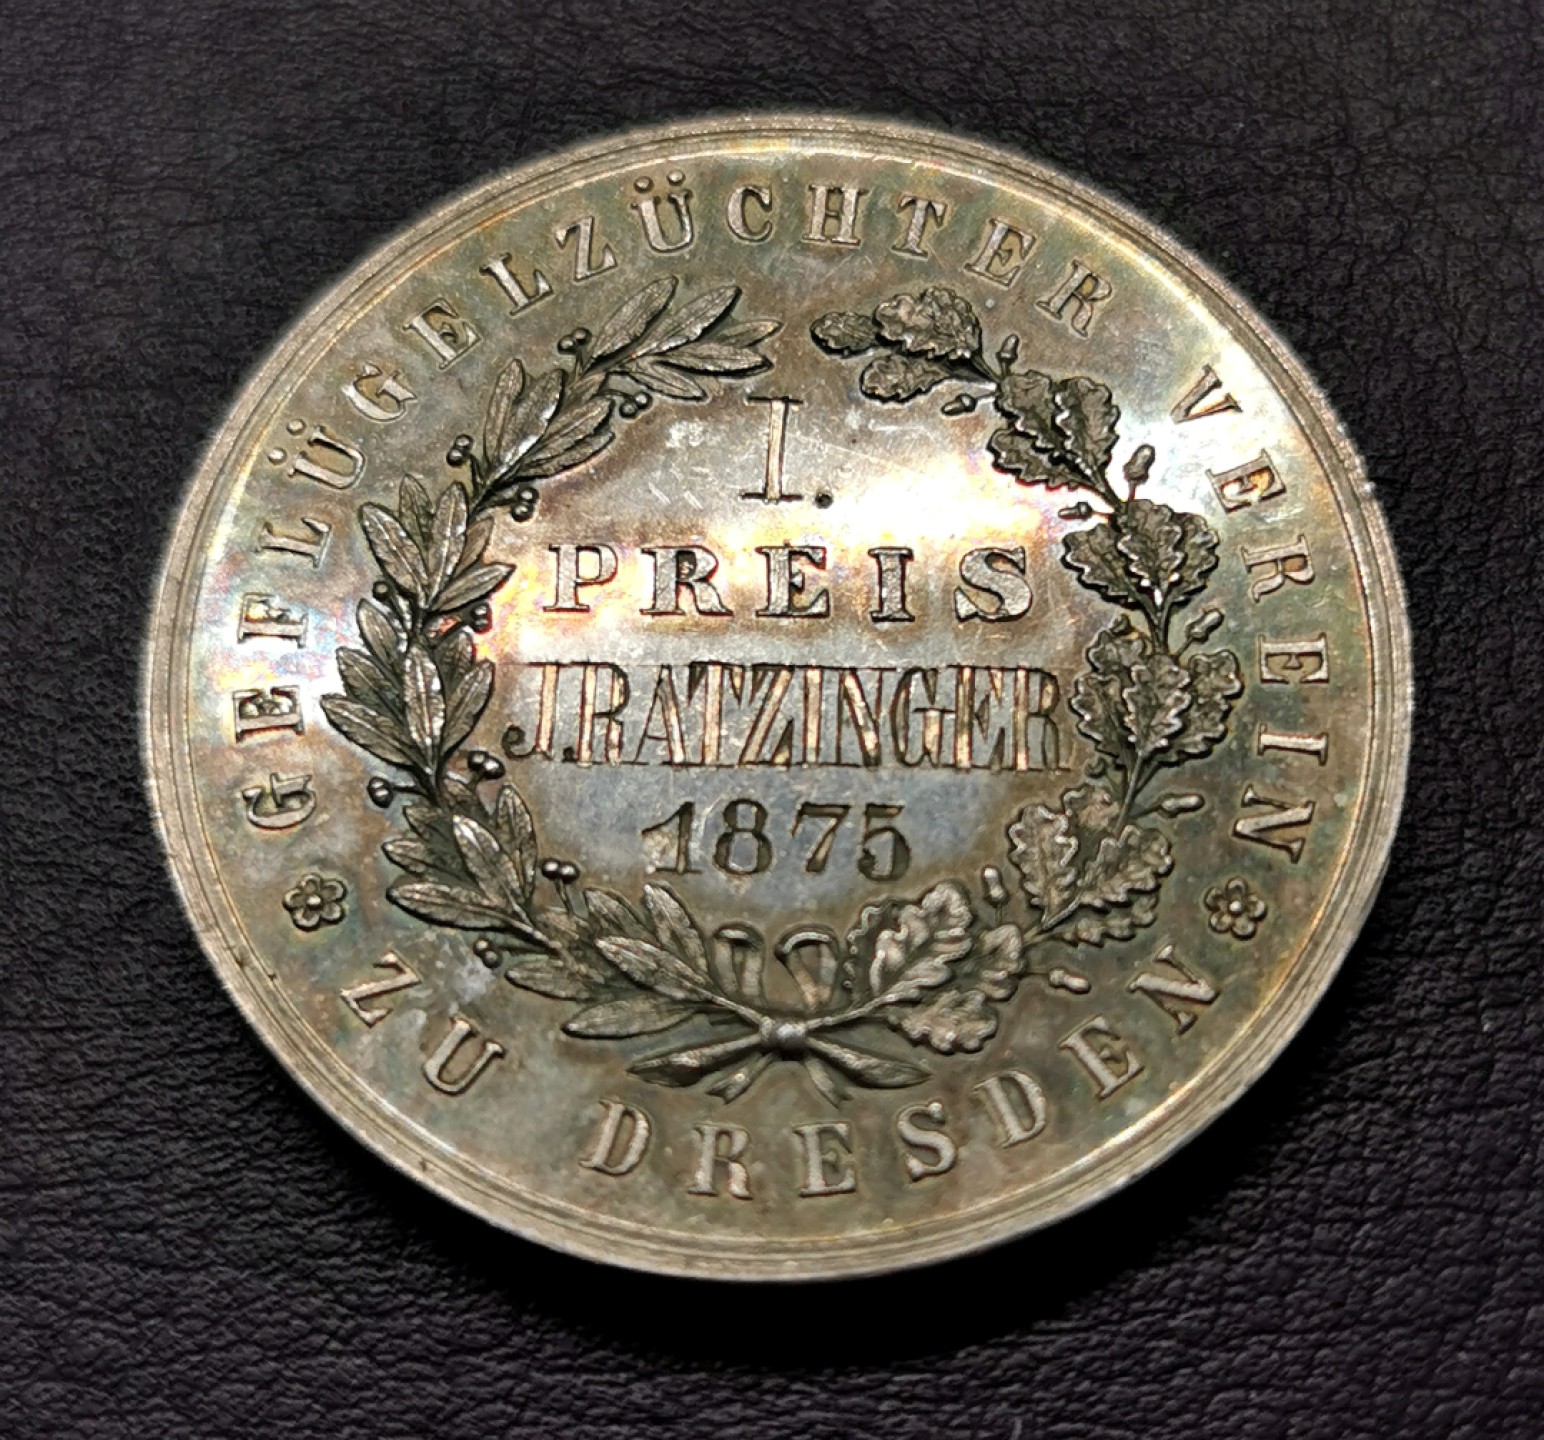 GEFLÜGELZÜCHTER VEREIN
I.
PREIS
J.RATZINGER
1875
ZU DRESDEN